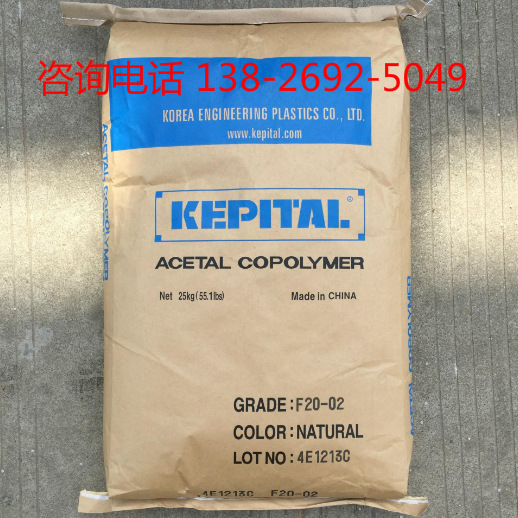 咨询电话 138-2692-5049
KOREA ENGINEERING PLASTICS CO., LTD.
www.kepital.com
ACETAL COPOLYMER
KEPITAL®
ACETAL COPOLYMER
Net 25kg(55.1lbs) Made in CHINA
GRADE : F20-02
COLOR : NATURAL
LOT NO : 4E1213C
ACETAL COPOLYMER
4E1213C F20-02